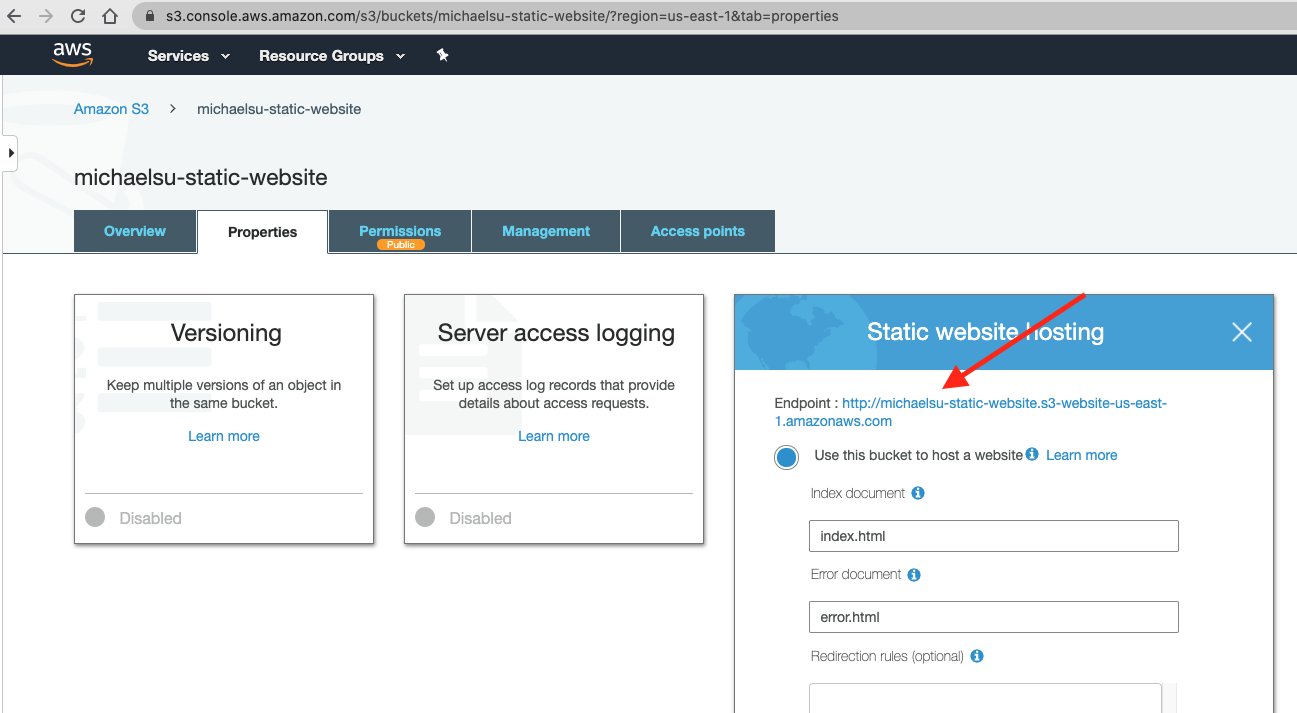 s3.console.aws.amazon.com/s3/buckets/michaelsu-static-website/?region=us-east-1&tab=properties
aws Services Resource Groups
Amazon S3 > michaelsu-static-website
michaelsu-static-website
Overview Properties Permissions Management Access points
Public
Versioning
Keep multiple versions of an object in
the same bucket.
Learn more
Disabled
Server access logging
Set up access log records that provide
details about access requests.
Learn more
Disabled
Static website hosting
Endpoint : http://michaelsu-static-website.s3-website-us-east-
1.amazonaws.com
Use this bucket to host a website Learn more
Index document
index.html
Error document
error.html
Redirection rules (optional)